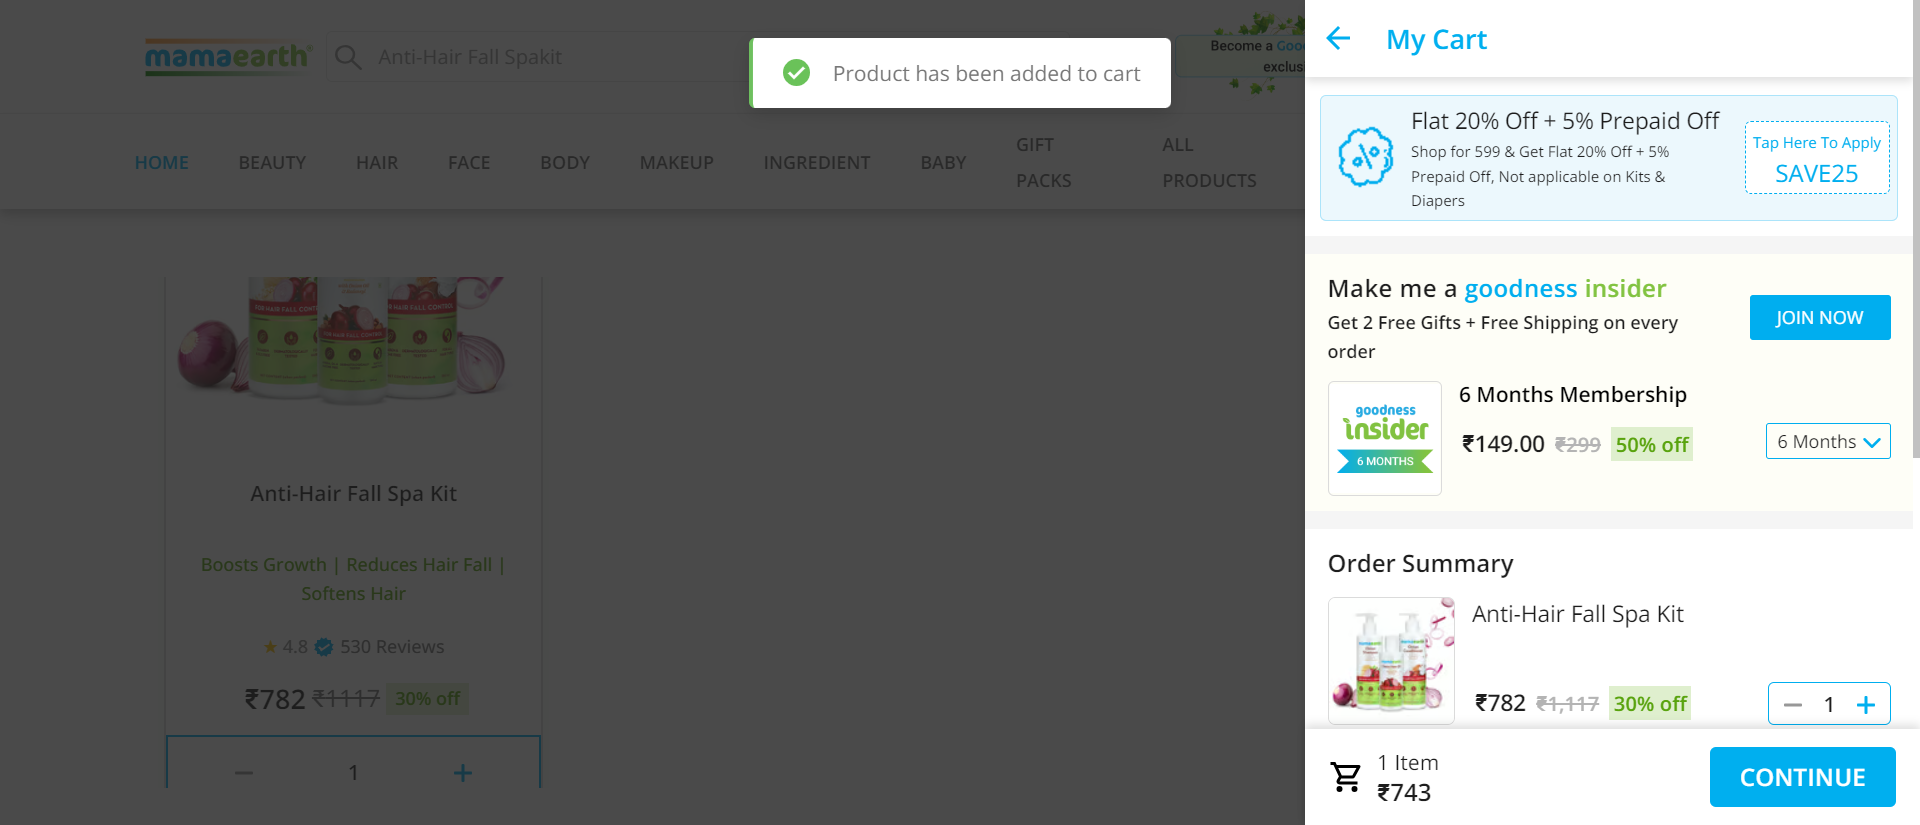 mamaearth
Anti-Hair Fall Spakit
Product has been added to cart
Become a Goo
exclus
HOME
BEAUTY
HAIR
FACE
BODY
MAKEUP
INGREDIENT
BABY
GIFT
PACKS
ALL
PRODUCTS
FOR HAIR FALL CONTROL
Anti-Hair Fall Spa Kit
Boosts Growth | Reduces Hair Fall |
Softens Hair
4.8 530 Reviews
₹782 ₹1117 30% off
1
My Cart
Flat 20% Off + 5% Prepaid Off
Shop for 599 & Get Flat 20% Off + 5%
Prepaid Off, Not applicable on Kits &
Diapers
Tap Here To Apply
SAVE25
Make me a goodness insider
Get 2 Free Gifts + Free Shipping on every
order
JOIN NOW
goodness
insider
6 MONTHS
6 Months Membership
₹149.00 ₹299 50% off
6 Months
Order Summary
Anti-Hair Fall Spa Kit
₹782 ₹1,117 30% off
1
1 Item
₹743
CONTINUE